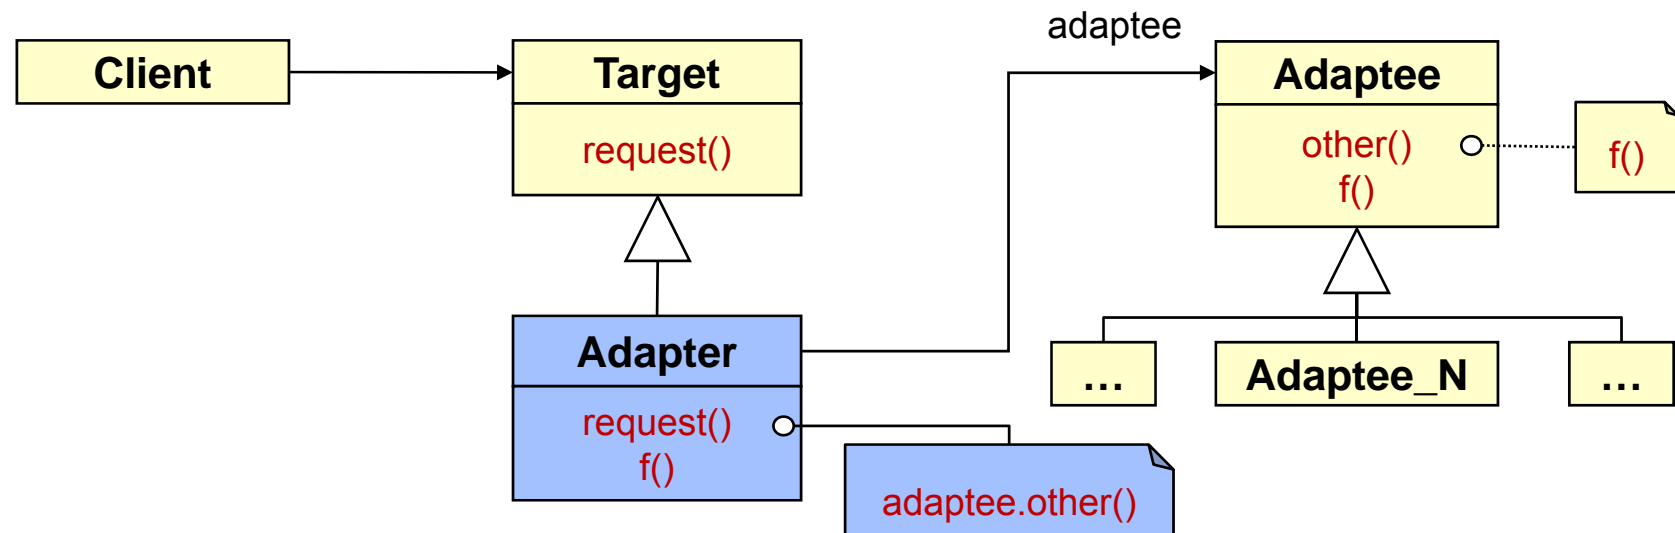 adaptee
Client
Target
Adaptee
request()
other()
f()
f()
Adapter
...
Adaptee_N
...
request()
f()
adaptee.other()